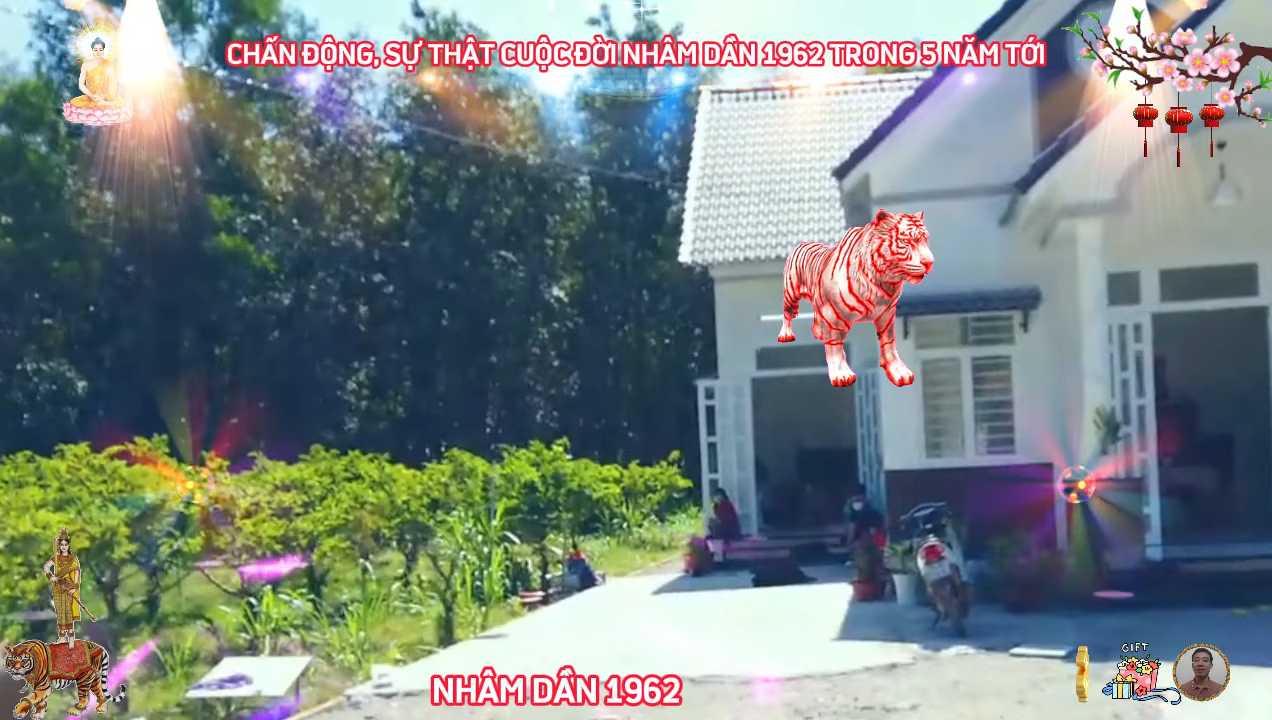 CHẤN ĐỘNG, SỰ THẬT CUỘC ĐỜI NHÂM DẦN 1962 TRONG 5 NĂM TỚI
GIFT
NHÂM DẦN 1962